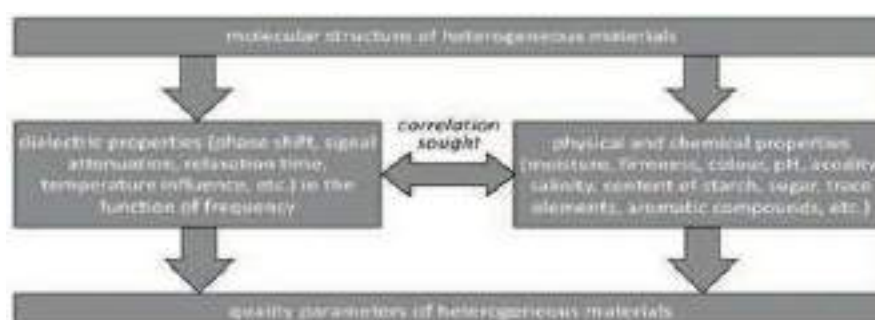 molecular structure of heterogeneous materials
correlation
sought
dielectric properties (phase shift, signal
attenuation, relaxation time,
temperature influence, etc.) in the
function of frequency
physical and chemical properties
(moisture, firmness, colour, pH, acidity,
salinity, content of starch, sugar, trace
elements, aromatic compounds, etc.)
quality parameters of heterogeneous materials